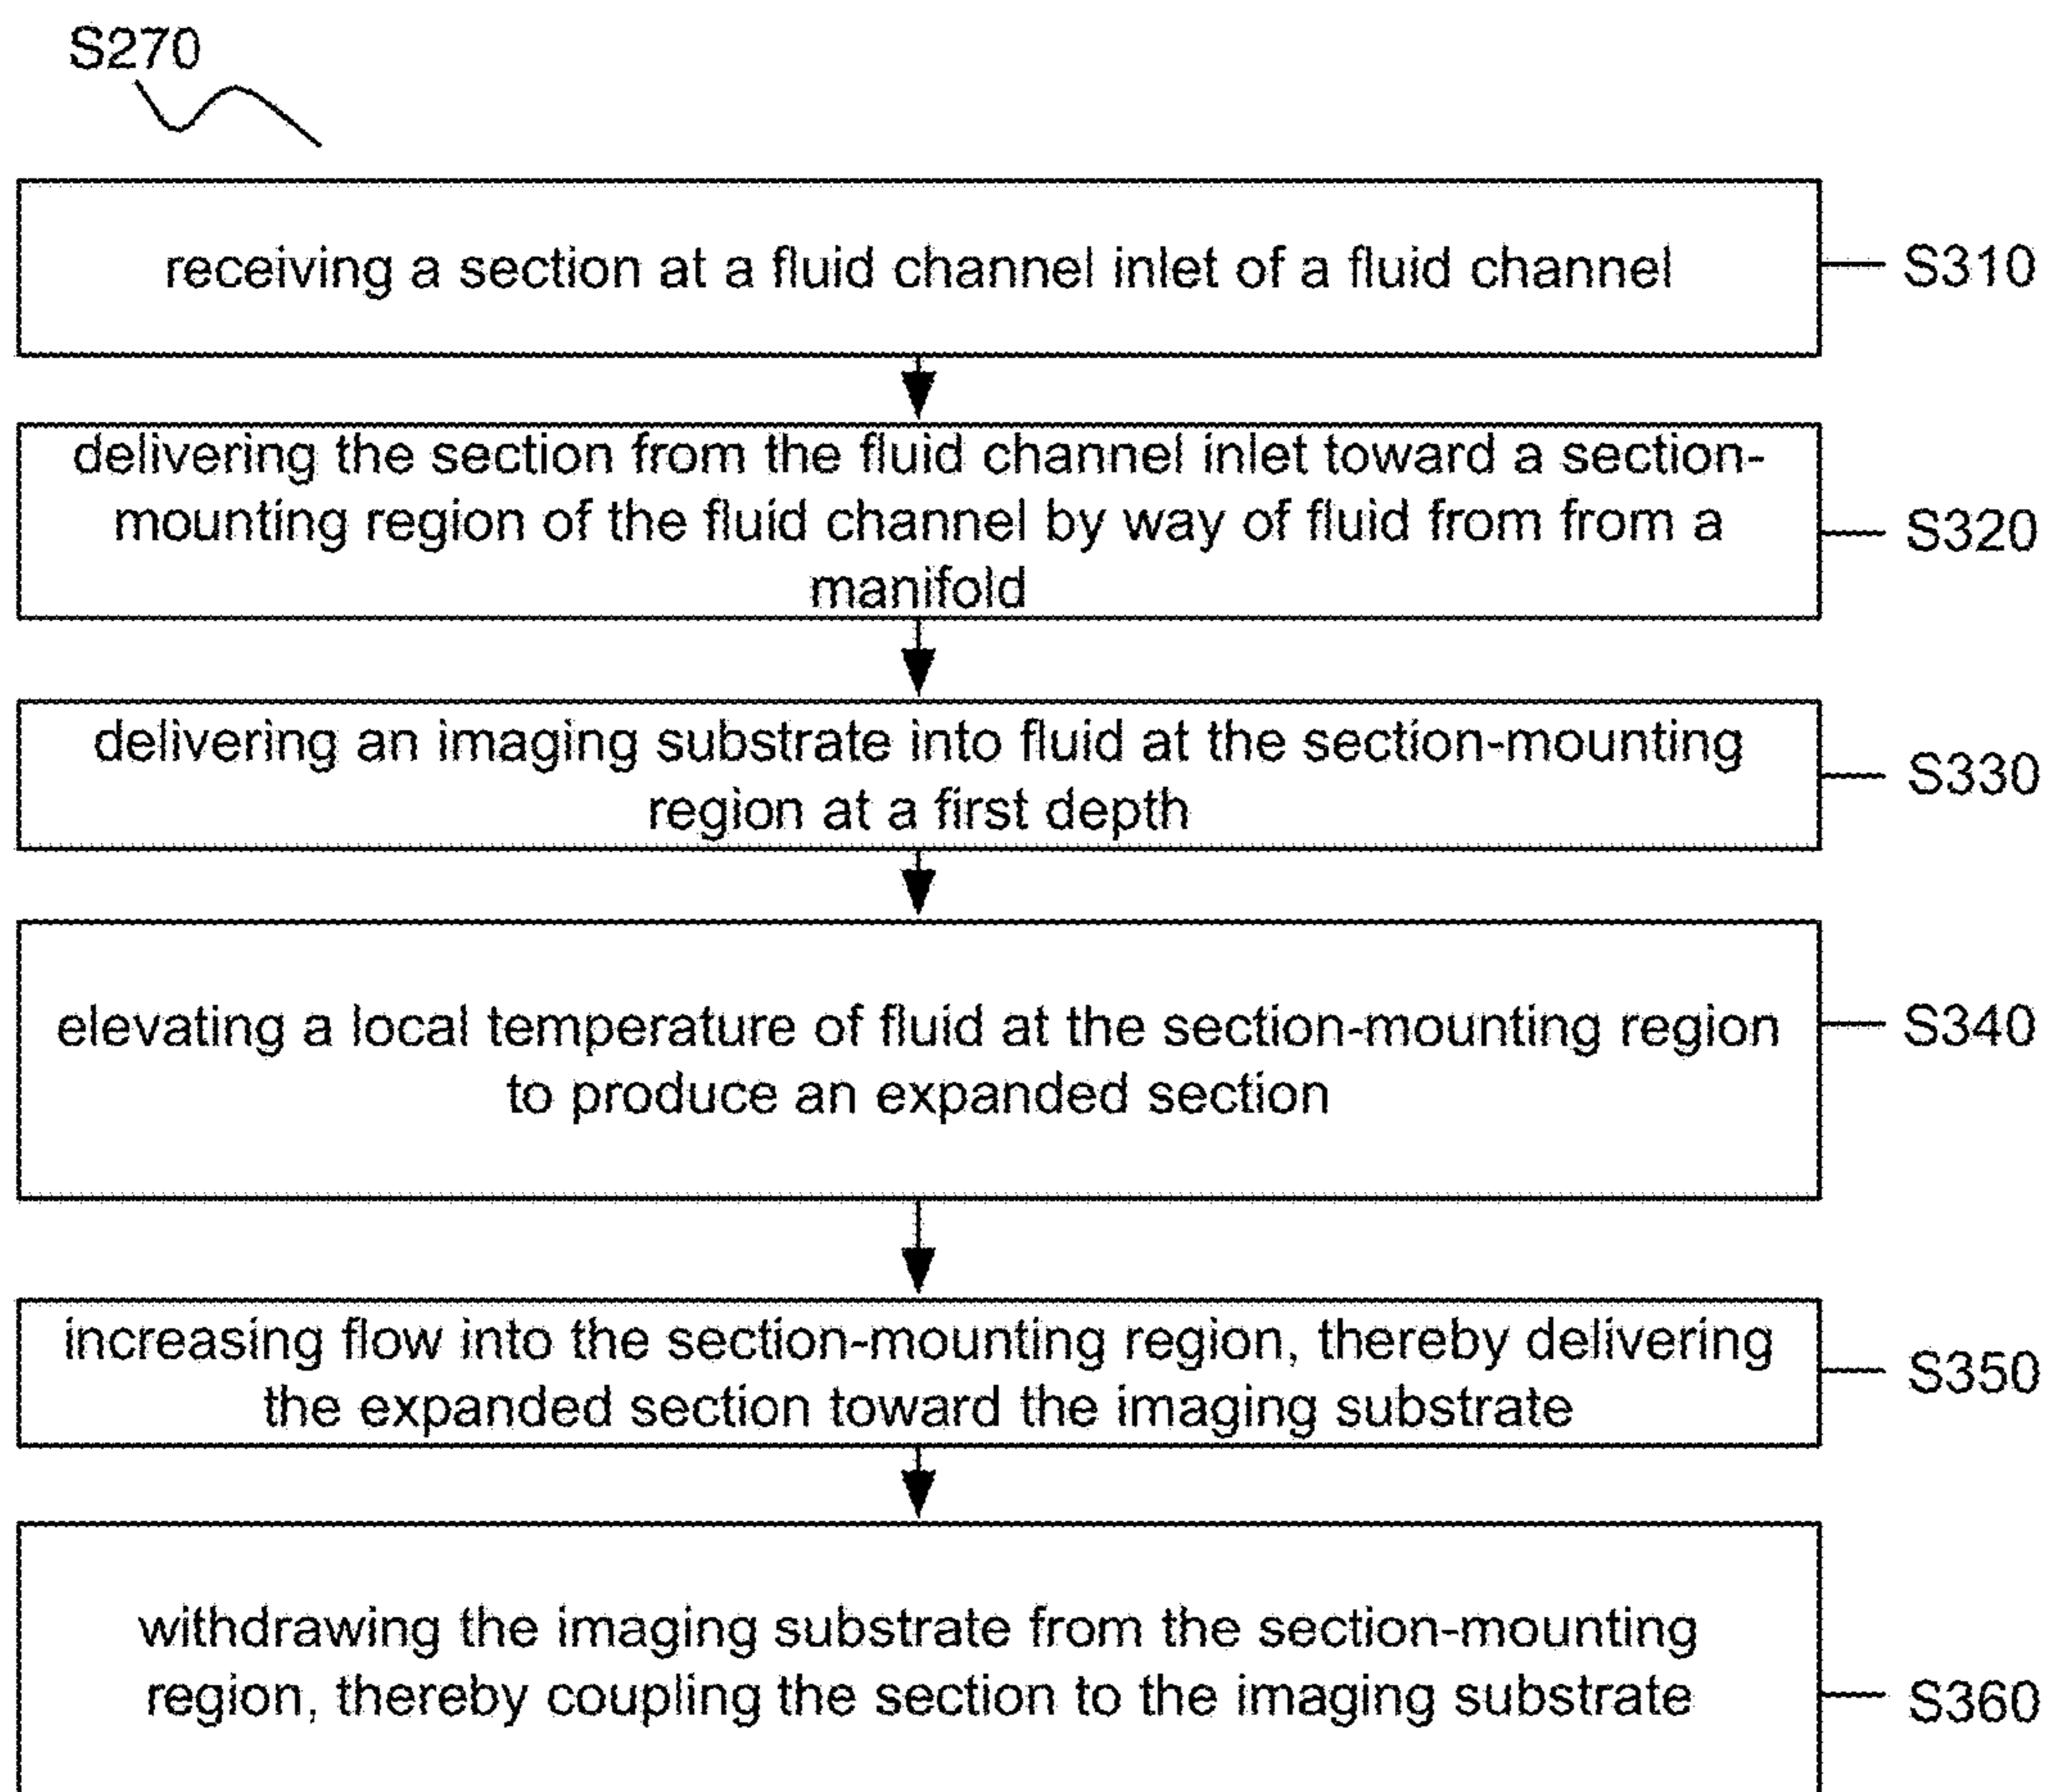 S270
receiving a section at a fluid channel inlet of a fluid channel
S310
delivering the section from the fluid channel inlet toward a section-
mounting region of the fluid channel by way of fluid from from a
manifold
S320
delivering an imaging substrate into fluid at the section-mounting
region at a first depth
S330
elevating a local temperature of fluid at the section-mounting region
to produce an expanded section
S340
increasing flow into the section-mounting region, thereby delivering
the expanded section toward the imaging substrate
S350
withdrawing the imaging substrate from the section-mounting
region, thereby coupling the section to the imaging substrate
S360